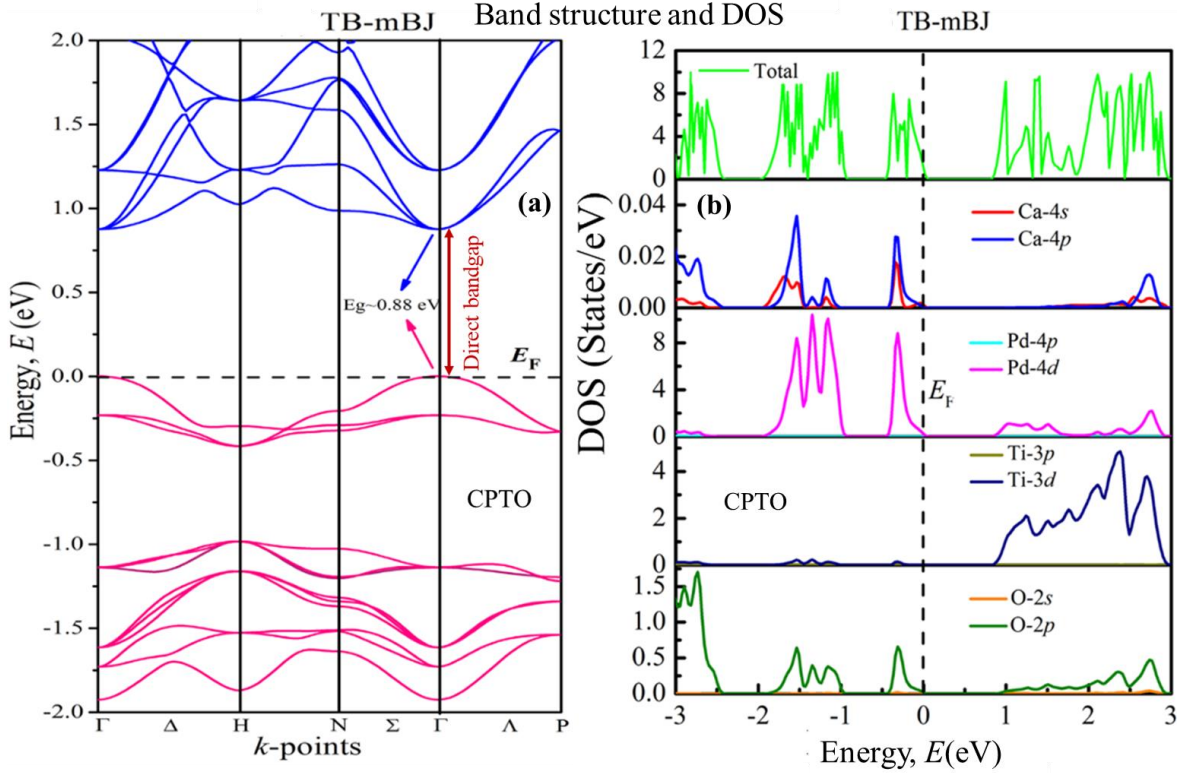 Band structure and DOS
TB-mBJ
TB-mBJ
Energy, E (eV)
2.0
1.5
1.0
0.5
0.0
-0.5
-1.0
-1.5
-2.0
(a)
Eg~0.88 eV
Direct bandgap
E_F
CPTO
Γ Δ H N Σ Γ Λ P
k-points
DOS (States/eV)
12
8
4
0
Total
(b)
0.04
0.02
0.00
Ca-4s
Ca-4p
8
4
0
Pd-4p
Pd-4d
E_F
4
2
0
Ti-3p
Ti-3d
CPTO
1.5
1.0
0.5
0.0
O-2s
O-2p
-3 -2 -1 0 1 2 3
Energy, E(eV)